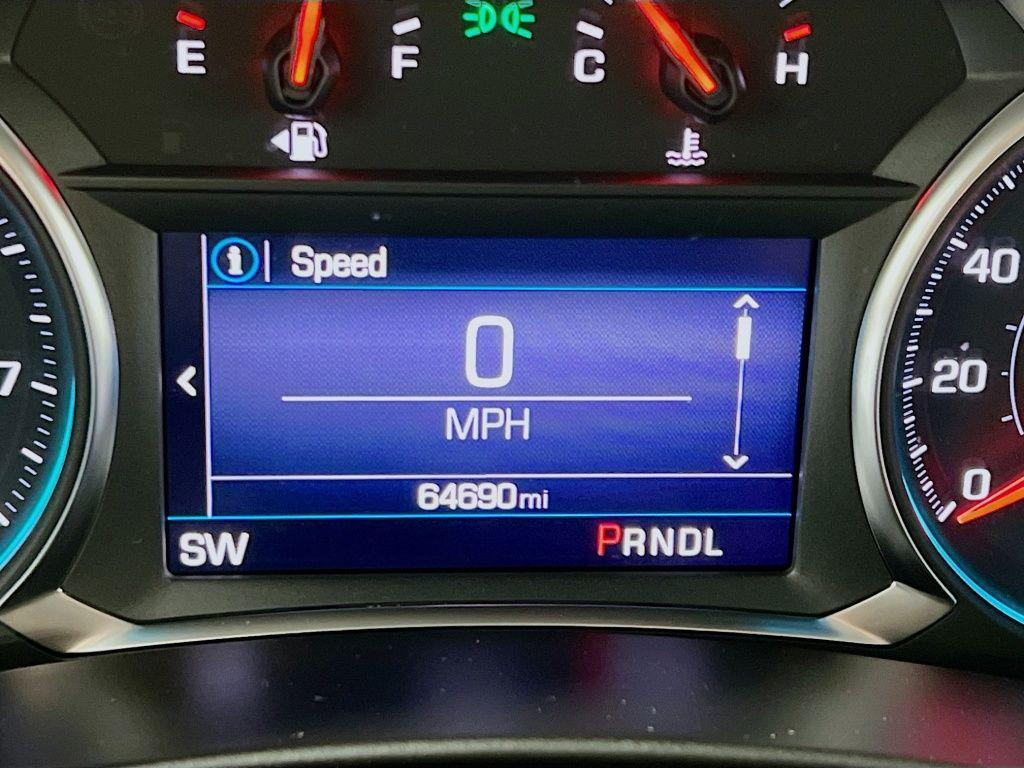 E F C H
i Speed
0
MPH
64690mi
SW PRNDL
7
40
20
0